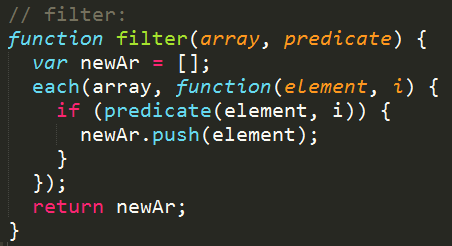 // filter:
function filter(array, predicate) {
  var newAr = [];
  each(array, function(element, i) {
    if (predicate(element, i)) {
      newAr.push(element);
    }
  });
  return newAr;
}